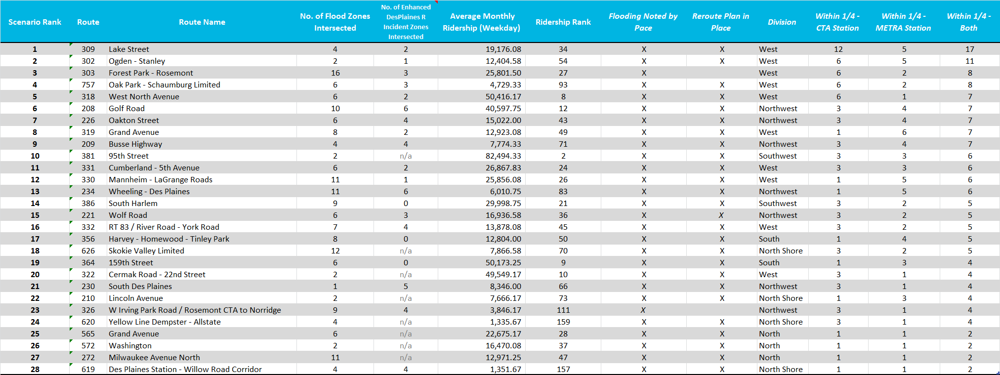 Scenario Rank Route Route Name No. of Flood Zones Intersected No. of Enhanced DesPlaines R Incident Zones Intersected Average Monthly Ridership (Weekday) Ridership Rank Flooding Noted by Pace Reroute Plan in Place Division Within 1/4 - CTA Station Within 1/4 - METRA Station Within 1/4 - Both
1 309 Lake Street 4 2 19,176.08 34 X X West 12 5 17
2 302 Ogden - Stanley 2 1 12,404.58 54 X X West 6 5 11
3 303 Forest Park - Rosemont 16 3 25,801.50 27 X West 6 2 8
4 757 Oak Park - Schaumburg Limited 6 3 4,729.33 93 X X West 6 2 8
5 318 West North Avenue 6 2 50,416.17 8 X X West 6 1 7
6 208 Golf Road 10 6 40,597.75 12 X X Northwest 3 4 7
7 226 Oakton Street 6 4 15,022.00 43 X X Northwest 3 4 7
8 319 Grand Avenue 8 2 12,923.08 49 X X West 1 6 7
9 209 Busse Highway 4 4 7,774.33 71 X X Northwest 3 4 7
10 381 95th Street 2 n/a 82,494.33 2 X X Southwest 3 3 6
11 331 Cumberland - 5th Avenue 6 2 26,867.83 24 X X West 3 3 6
12 330 Mannheim - LaGrange Roads 11 1 25,856.08 26 X X West 1 5 6
13 234 Wheeling - Des Plaines 11 6 6,010.75 83 X X Northwest 1 5 6
14 386 South Harlem 9 0 29,998.75 21 X X Southwest 3 2 5
15 221 Wolf Road 6 3 16,936.58 36 X X Northwest 3 2 5
16 332 RT 83 / River Road - York Road 7 4 13,878.08 45 X X West 3 2 5
17 356 Harvey - Homewood - Tinley Park 8 0 12,804.00 50 X X South 1 4 5
18 626 Skokie Valley Limited 12 n/a 7,866.58 70 X X North Shore 3 2 5
19 364 159th Street 6 0 50,173.25 9 X X South 1 3 4
20 322 Cermak Road - 22nd Street 2 n/a 49,549.17 10 X X West 3 1 4
21 230 South Des Plaines 1 5 8,346.00 66 X X Northwest 3 1 4
22 210 Lincoln Avenue 2 n/a 7,666.17 73 X X North Shore 1 3 4
23 326 W Irving Park Road / Rosemont CTA to Norridge 9 4 3,846.17 111 X Northwest 3 1 4
24 620 Yellow Line Dempster - Allstate 4 n/a 1,335.67 159 X X North Shore 3 1 4
25 565 Grand Avenue 6 n/a 22,675.17 28 X X North 1 1 2
26 572 Washington 2 n/a 16,470.08 37 X X North 1 1 2
27 272 Milwaukee Avenue North 11 n/a 12,971.25 47 X X North 1 1 2
28 619 Des Plaines Station - Willow Road Corridor 4 4 1,351.67 157 X X North Shore 1 1 2